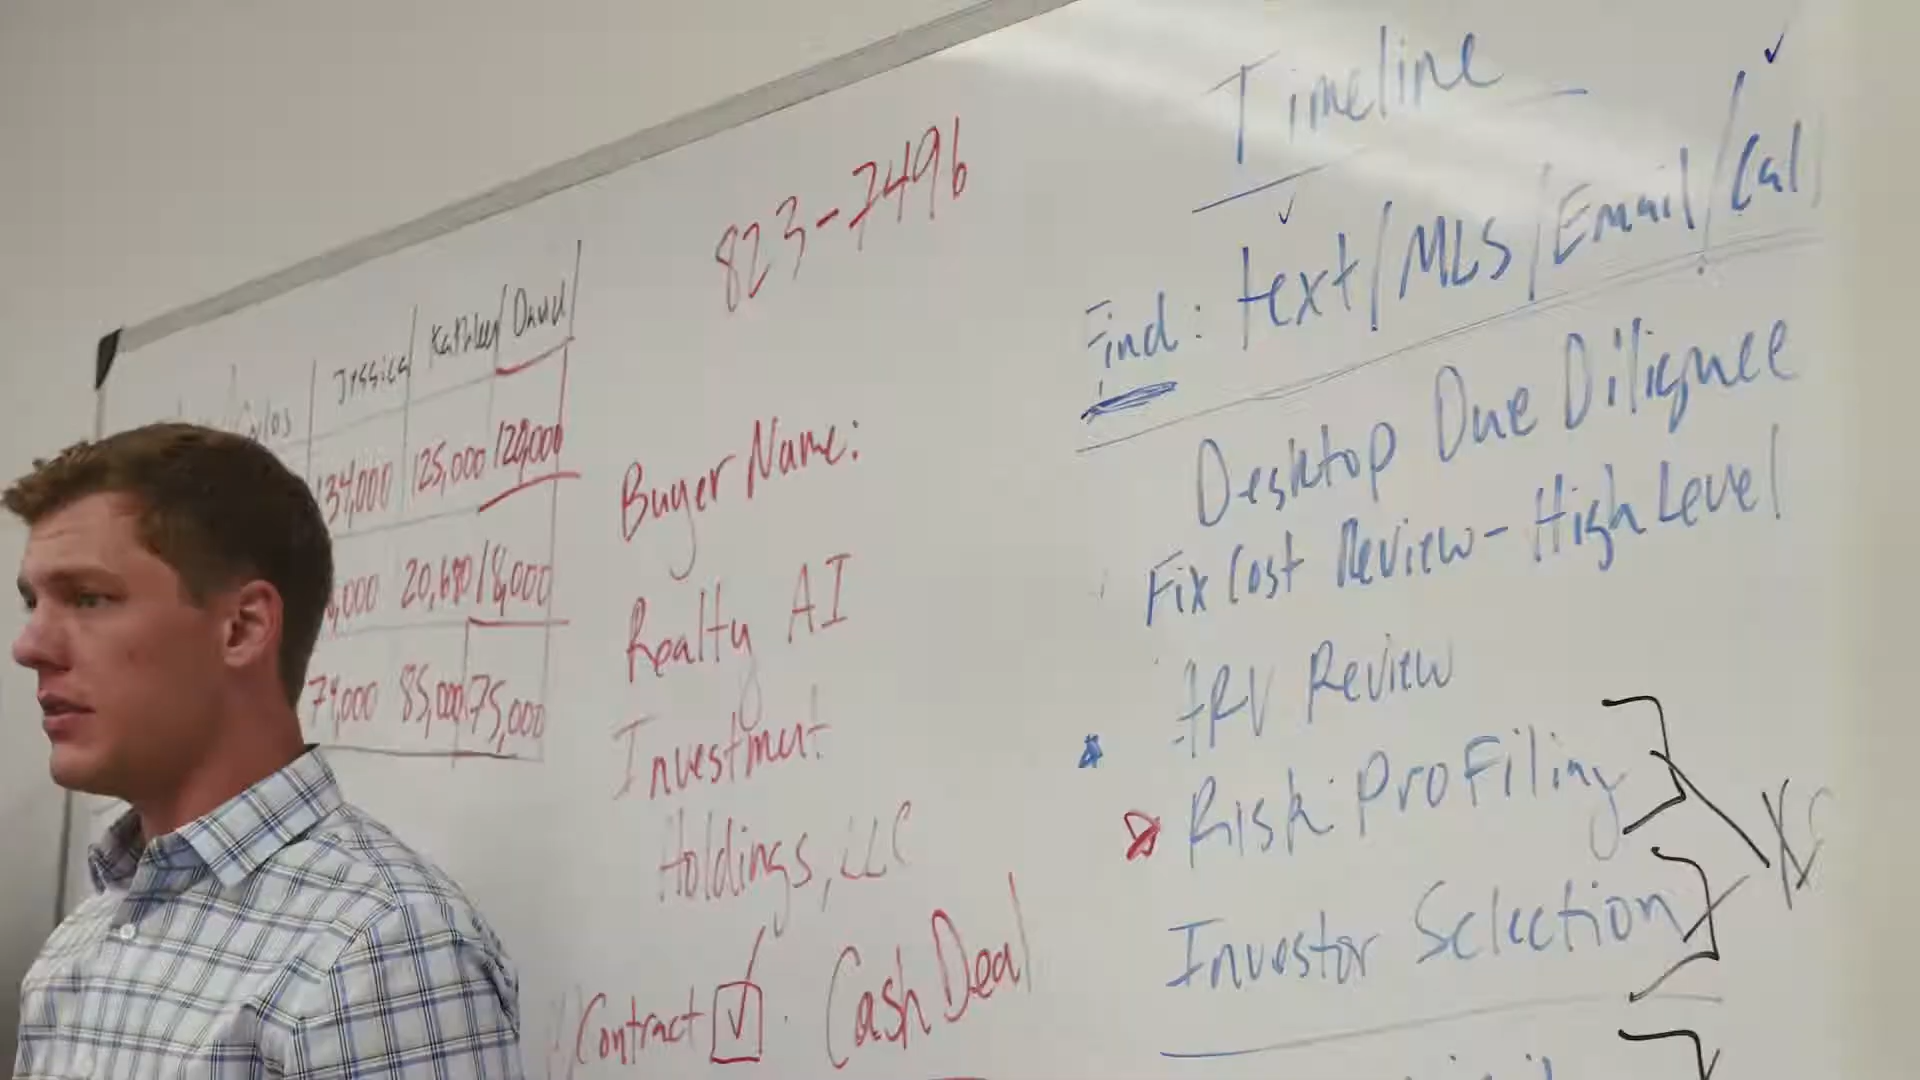 Jessica Kathleen David
134,000 125,000 120,000
20,680 18,000
79,000 85,000 75,000
823-7496
Buyer Name:
Realty AI
Investment
Holdings, LLC
Contract ☑ Cash Deal
Timeline
Find: text/MLS/Email/Cal
Desktop Due Diligence
Fix Cost Review - High Level
ARV Review
Risk Profiling
Investor Selection